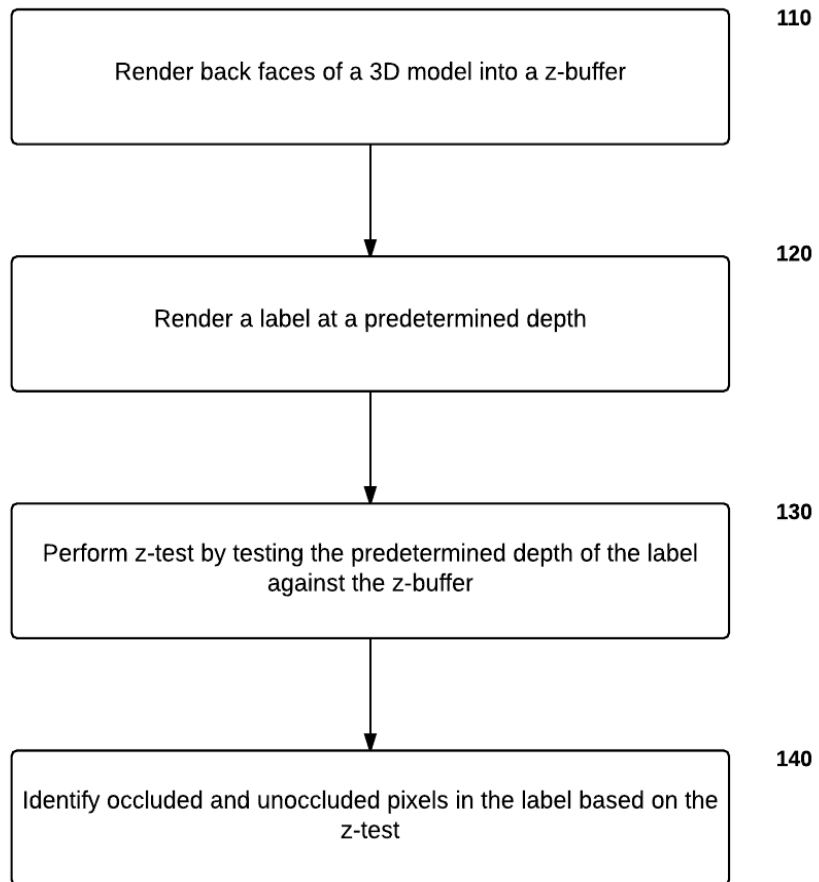 110
Render back faces of a 3D model into a z-buffer
120
Render a label at a predetermined depth
130
Perform z-test by testing the predetermined depth of the label
against the z-buffer
140
Identify occluded and unoccluded pixels in the label based on the
z-test